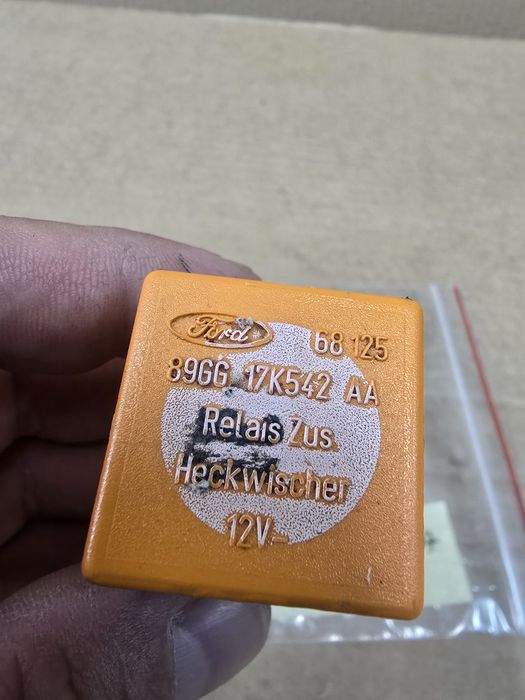 Ford 68 125
89GG 17K542 AA
Relais Zus.
Heckwischer
12V=